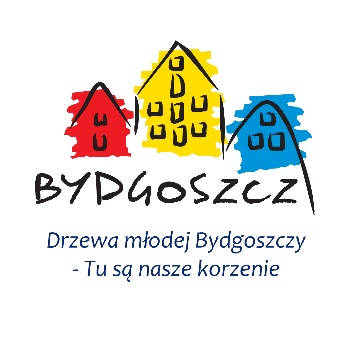 BYDGOSZCZ
Drzewa młodej Bydgoszczy
- Tu są nasze korzenie